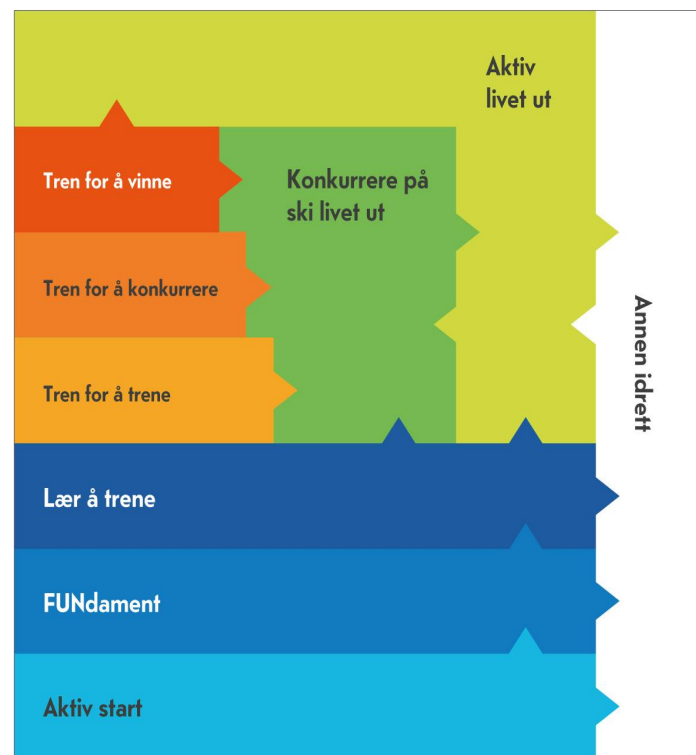 Aktiv
livet ut
Tren for å vinne
Konkurrere på
ski livet ut
Tren for å konkurrere
Tren for å trene
Annen idrett
Lær å trene
FUNdament
Aktiv start